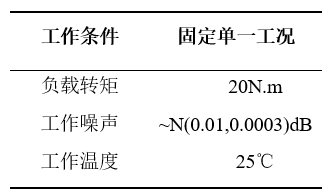 工作条件 固定单一工况
负载转矩 20N.m
工作噪声 ~N(0.01,0.0003)dB
工作温度 25℃